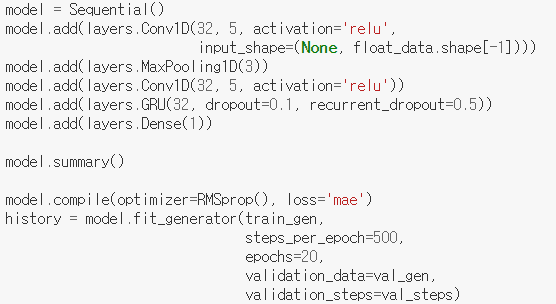 model = Sequential()
model.add(layers.Conv1D(32, 5, activation='relu',
                        input_shape=(None, float_data.shape[-1])))
model.add(layers.MaxPooling1D(3))
model.add(layers.Conv1D(32, 5, activation='relu'))
model.add(layers.GRU(32, dropout=0.1, recurrent_dropout=0.5))
model.add(layers.Dense(1))

model.summary()

model.compile(optimizer=RMSprop(), loss='mae')
history = model.fit_generator(train_gen,
                              steps_per_epoch=500,
                              epochs=20,
                              validation_data=val_gen,
                              validation_steps=val_steps)